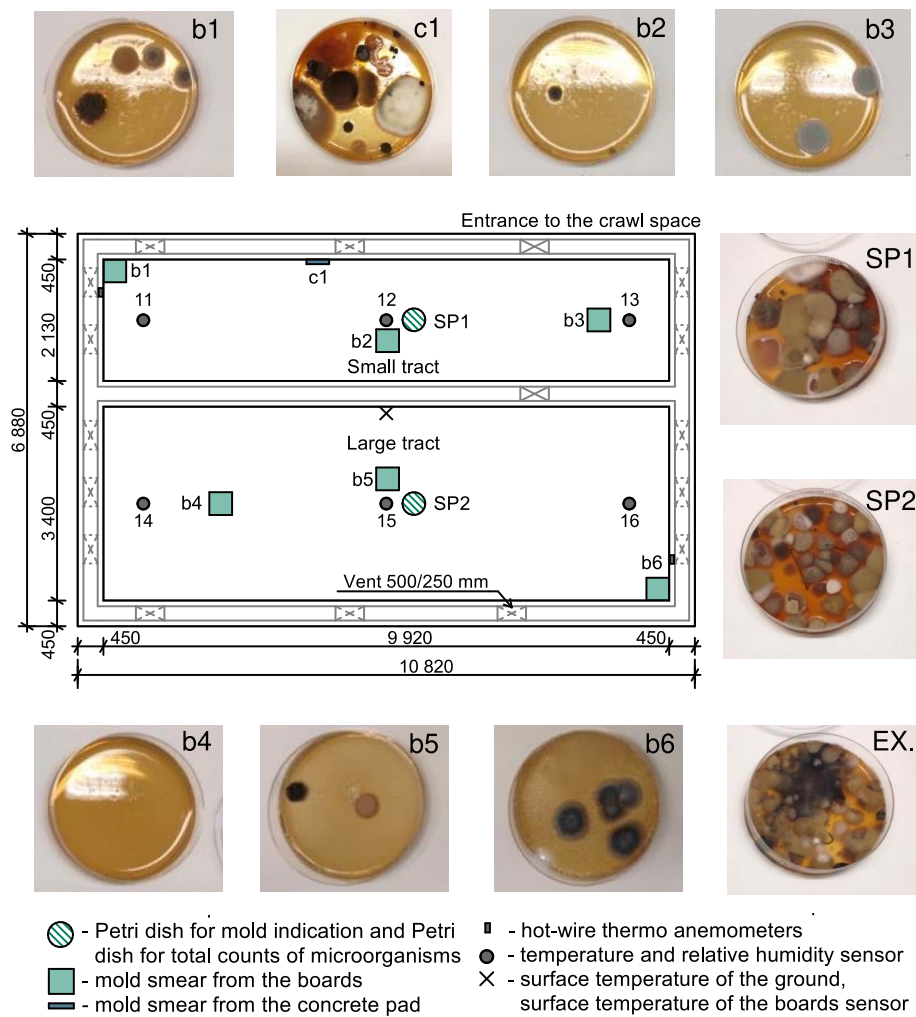 b1
c1
b2
b3
Entrance to the crawl space
450
2 130
450
3 400
450
6 880
b1
c1
11
12
13
SP1
b3
b2
Small tract
Large tract
b5
b4
SP2
14
15
16
b6
Vent 500/250 mm
450
9 920
450
10 820
SP1
SP2
EX.
b4
b5
b6
- Petri dish for mold indication and Petri
dish for total counts of microorganisms
- mold smear from the boards
- mold smear from the concrete pad
- hot-wire thermo anemometers
- temperature and relative humidity sensor
- surface temperature of the ground,
surface temperature of the boards sensor